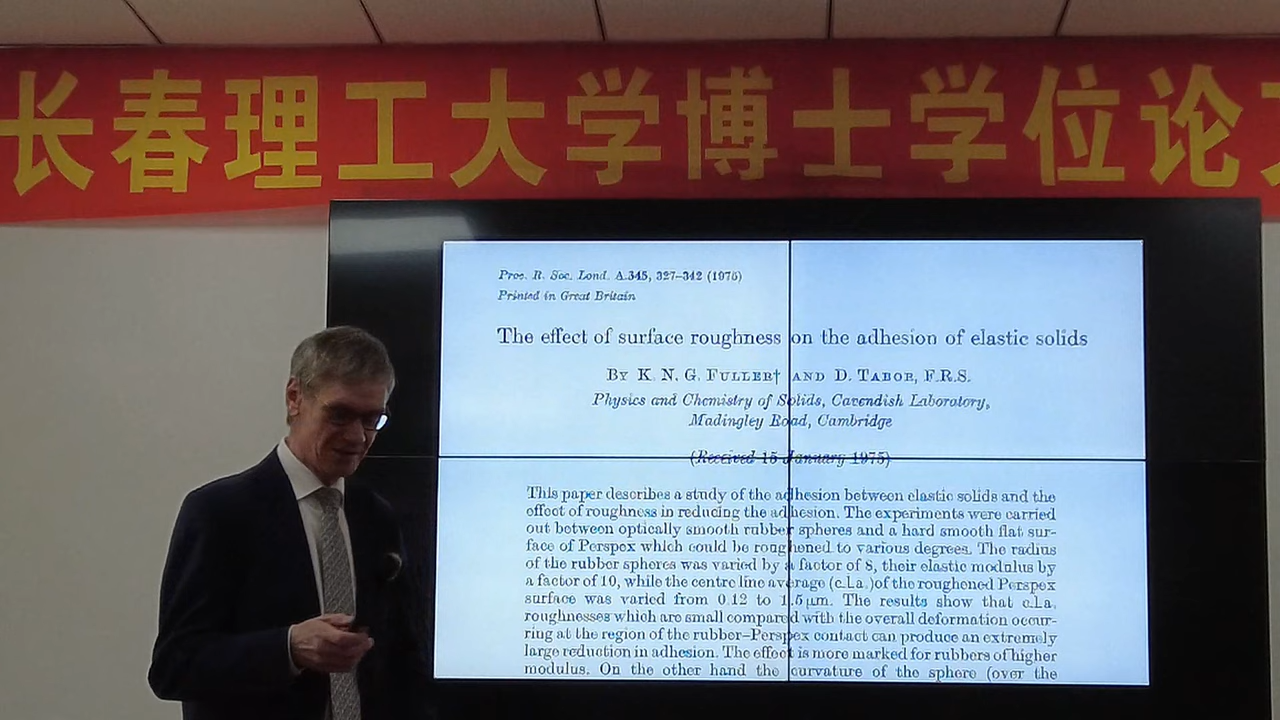 长春理工大学博士学位论
Proc. R. Soc. Lond. A.345, 327–342 (1975)
Printed in Great Britain
The effect of surface roughness on the adhesion of elastic solids
BY K. N. G. FULLER† AND D. TABOR, F.R.S.
Physics and Chemistry of Solids, Cavendish Laboratory,
Madingley Road, Cambridge
(Received 15 January 1975)
This paper describes a study of the adhesion between elastic solids and the
effect of roughness in reducing the adhesion. The experiments were carried
out between optically smooth rubber spheres and a hard smooth flat sur-
face of Perspex which could be roughened to various degrees. The radius
of the rubber spheres was varied by a factor of 8, their elastic modulus by
a factor of 10, while the centre line average (c.l.a.) of the roughened Perspex
surface was varied from 0.12 to 1.5 μm. The results show that c.l.a.
roughnesses which are small compared with the overall deformation occur-
ring at the region of the rubber–Perspex contact can produce an extremely
large reduction in adhesion. The effect is more marked for rubbers of higher
modulus. On the other hand the curvature of the sphere (over the